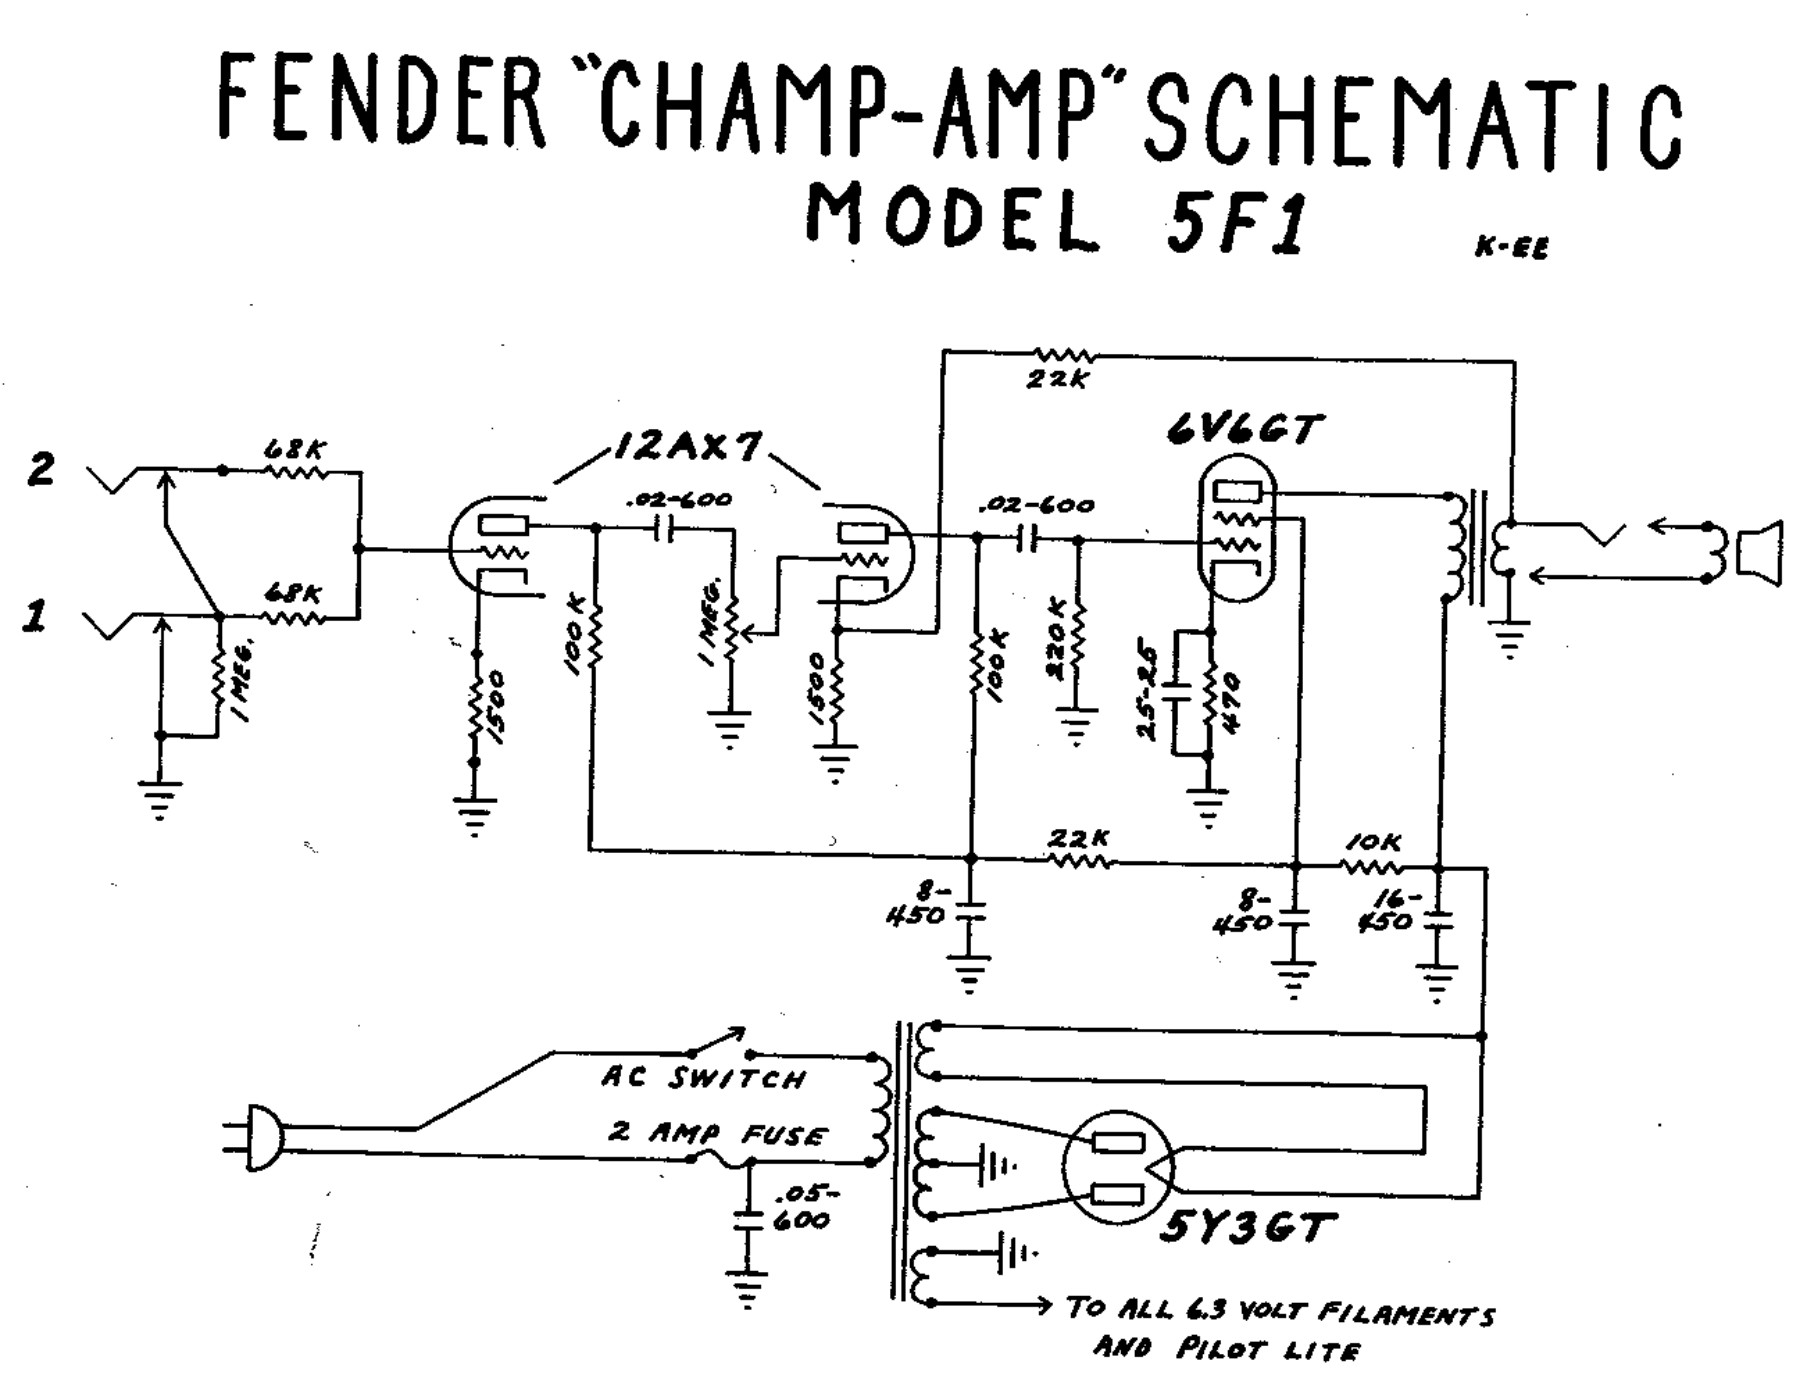 FENDER "CHAMP-AMP" SCHEMATIC
MODEL 5F1
K-EE
22K
6V6GT
12AX7
2
68K
.02-600
.02-600
1
68K
1 MEG.
1500
100K
1 MEG.
1500
100K
220K
25-25
470
22K
10K
8-
450
8-
450
16-
450
AC SWITCH
2 AMP FUSE
.05-
600
5Y3GT
TO ALL 6.3 VOLT FILAMENTS
AND PILOT LITE